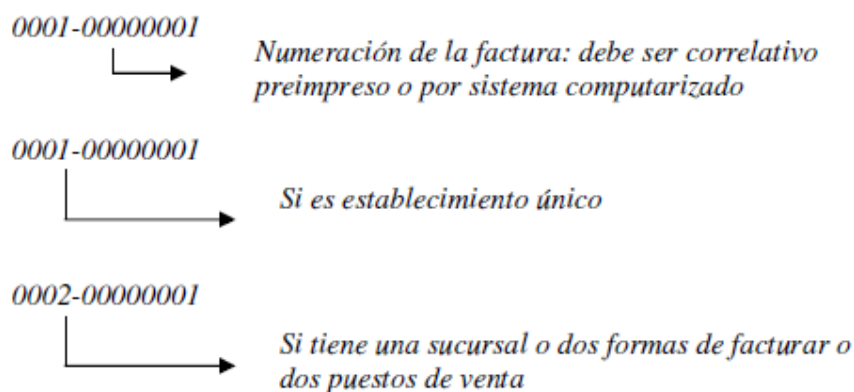 0001-00000001
Numeración de la factura: debe ser correlativo
preimpreso o por sistema computarizado
0001-00000001
Si es establecimiento único
0002-00000001
Si tiene una sucursal o dos formas de facturar o
dos puestos de venta